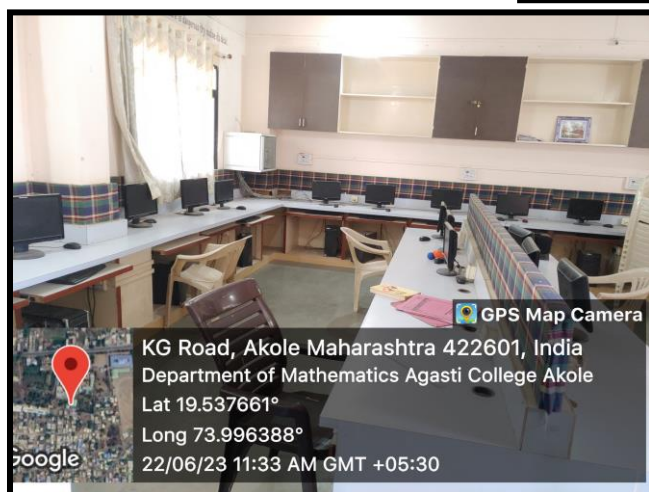 GPS Map Camera
KG Road, Akole Maharashtra 422601, India
Department of Mathematics Agasti College Akole
Lat 19.537661°
Long 73.996388°
22/06/23 11:33 AM GMT +05:30
Google